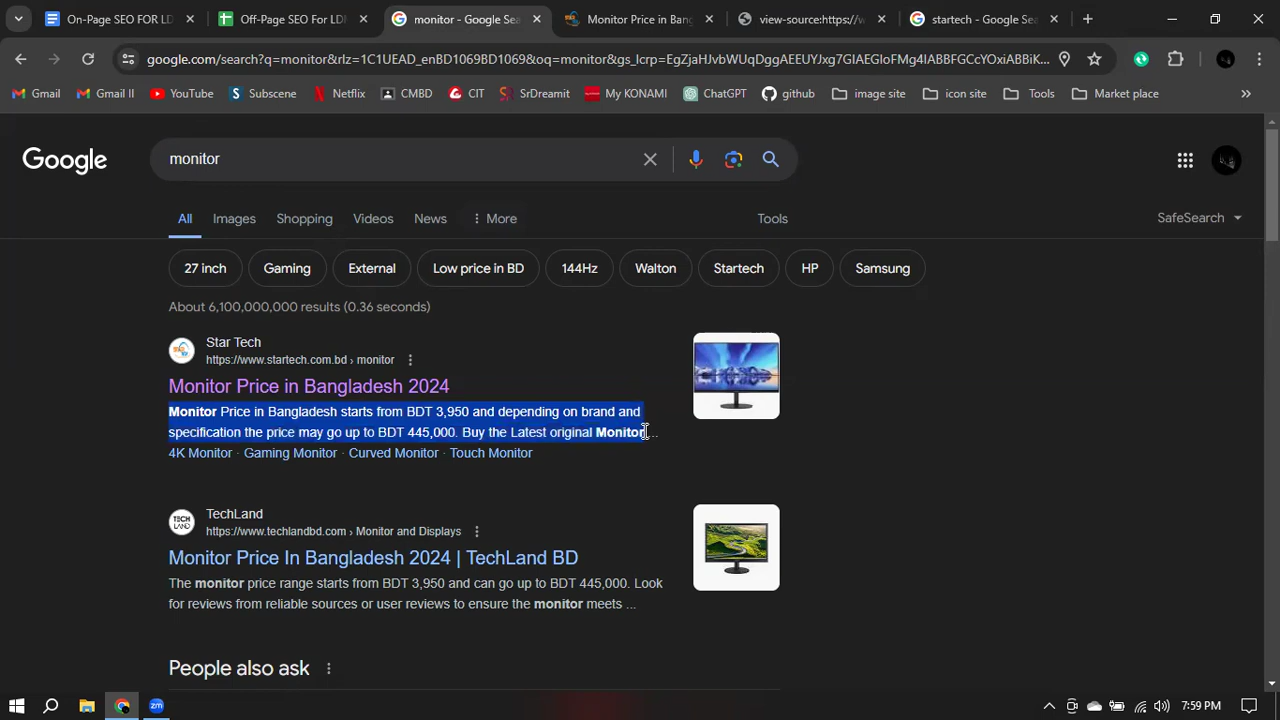 On-Page SEO FOR LD
Off-Page SEO For LDI
monitor - Google Sea
Monitor Price in Bang
view-source:https://w
startech - Google Sea
google.com/search?q=monitor&rlz=1C1UEAD_enBD1069BD1069&oq=monitor&gs_lcrp=EgZjaHJvbWUqDggAEEUYJxg7GIAEGIoFMg4IABBFGCcYOxiABBiK...
Gmail
Gmail II
YouTube
Subscene
Netflix
CMBD
CIT
SrDreamit
My KONAMI
ChatGPT
github
image site
icon site
Tools
Market place
Google
monitor
All
Images
Shopping
Videos
News
More
Tools
SafeSearch
27 inch
Gaming
External
Low price in BD
144Hz
Walton
Startech
HP
Samsung
About 6,100,000,000 results (0.36 seconds)
Star Tech
https://www.startech.com.bd › monitor
Monitor Price in Bangladesh 2024
Monitor Price in Bangladesh starts from BDT 3,950 and depending on brand and
specification the price may go up to BDT 445,000. Buy the Latest original Monitor ...
4K Monitor · Gaming Monitor · Curved Monitor · Touch Monitor
TechLand
https://www.techlandbd.com › Monitor and Displays
Monitor Price In Bangladesh 2024 | TechLand BD
The monitor price range starts from BDT 3,950 and can go up to BDT 445,000. Look
for reviews from reliable sources or user reviews to ensure the monitor meets ...
People also ask
7:59 PM